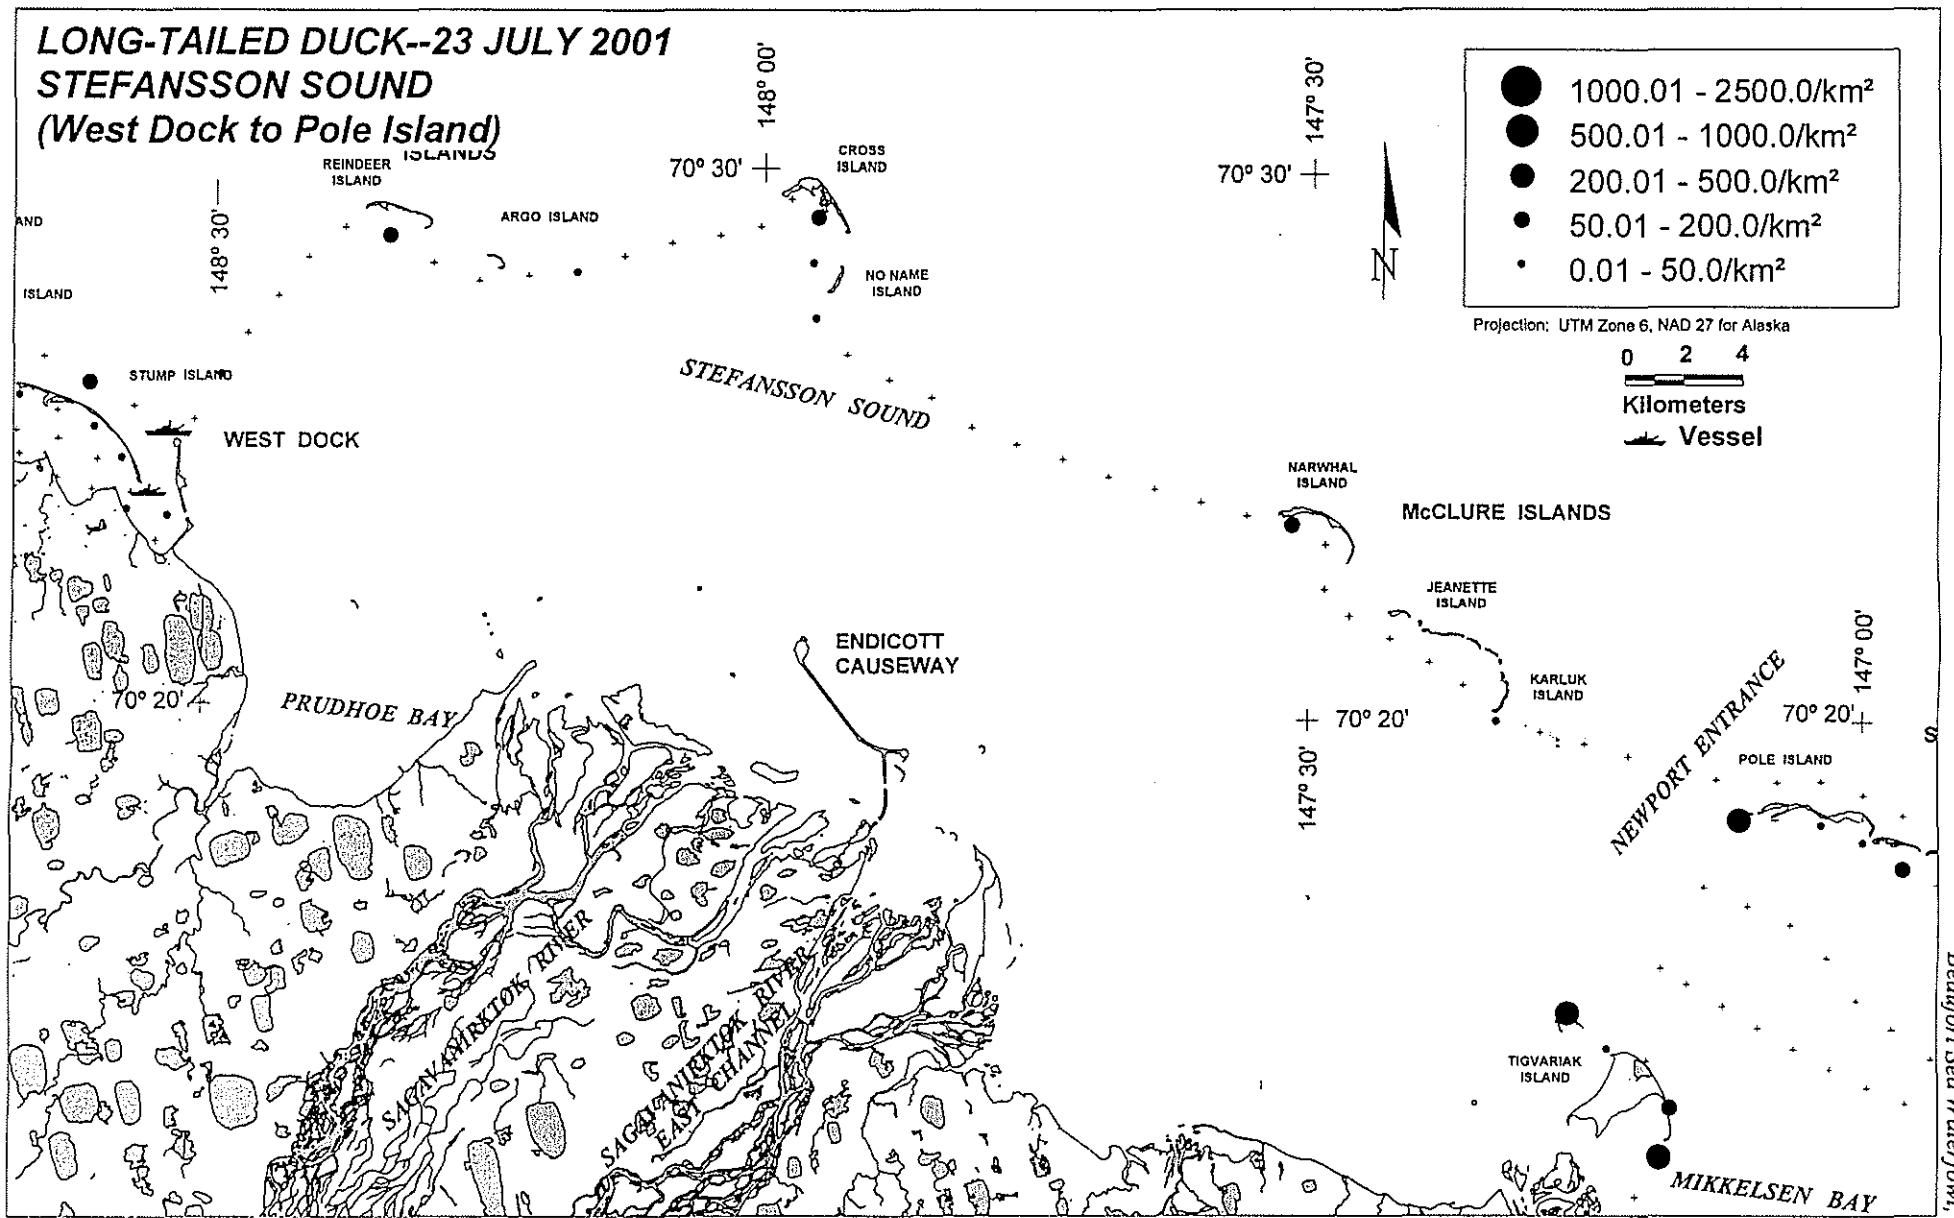 LONG-TAILED DUCK--23 JULY 2001
STEFANSSON SOUND
(West Dock to Pole Island)
ISLANDS
148° 00'
147° 30'
1000.01 - 2500.0/km²
500.01 - 1000.0/km²
200.01 - 500.0/km²
50.01 - 200.0/km²
0.01 - 50.0/km²
REINDEER
ISLAND
70° 30'
CROSS
ISLAND
70° 30'
148° 30'
AND
ARGO ISLAND
N
NO NAME
ISLAND
ISLAND
Projection: UTM Zone 6, NAD 27 for Alaska
0 2 4
Kilometers
Vessel
STUMP ISLAND
STEFANSSON SOUND
WEST DOCK
NARWHAL
ISLAND
McCLURE ISLANDS
JEANETTE
ISLAND
ENDICOTT
CAUSEWAY
147° 00'
KARLUK
ISLAND
70° 20'
PRUDHOE BAY
70° 20'
70° 20'
S
147° 30'
NEWPORT ENTRANCE
POLE ISLAND
SAGAVANIRKTOK RIVER
SAGAVANIRKTOK RIVER
EAST CHANNEL
TIGVARIAK
ISLAND
MIKKELSEN BAY